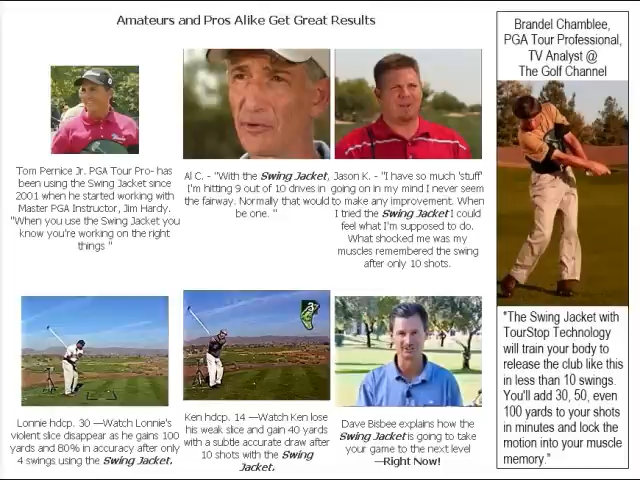 Amateurs and Pros Alike Get Great Results
Tom Pernice Jr. PGA Tour Pro- has
been using the Swing Jacket since
2001 when he started working with
Master PGA Instructor, Jim Hardy.
"When you use the Swing Jacket you
know you're working on the right
things "
Al C. - "With the Swing Jacket,
I'm hitting 9 out of 10 drives in
the fairway. Normally that would
be one. "
Jason K. - "I have so much 'stuff'
going on in my mind I never seem
to make any improvement. When
I tried the Swing Jacket I could
feel what I'm supposed to do.
What shocked me was my
muscles remembered the swing
after only 10 shots.
Lonnie hdcp. 30 —Watch Lonnie's
violent slice disappear as he gains 100
yards and 80% in accuracy after only
4 swings using the Swing Jacket.
Ken hdcp. 14 —Watch Ken lose
his weak slice and gain 40 yards
with a subtle accurate draw after
10 shots with the Swing
Jacket.
Dave Bisbee explains how the
Swing Jacket is going to take
your game to the next level
—Right Now!
Brandel Chamblee,
PGA Tour Professional,
TV Analyst @
The Golf Channel
"The Swing Jacket with
TourStop Technology
will train your body to
release the club like this
in less than 10 swings.
You'll add 30, 50, even
100 yards to your shots
in minutes and lock the
motion into your muscle
memory."